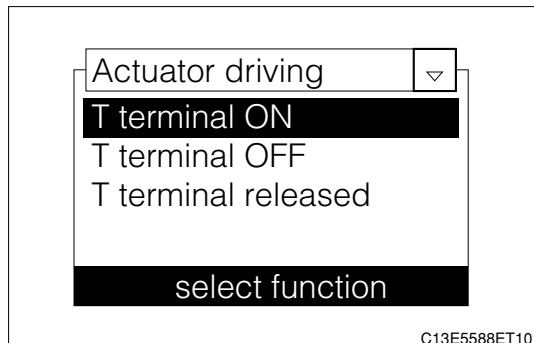 Actuator driving
T terminal ON
T terminal OFF
T terminal released
select function
C13E5588ET10